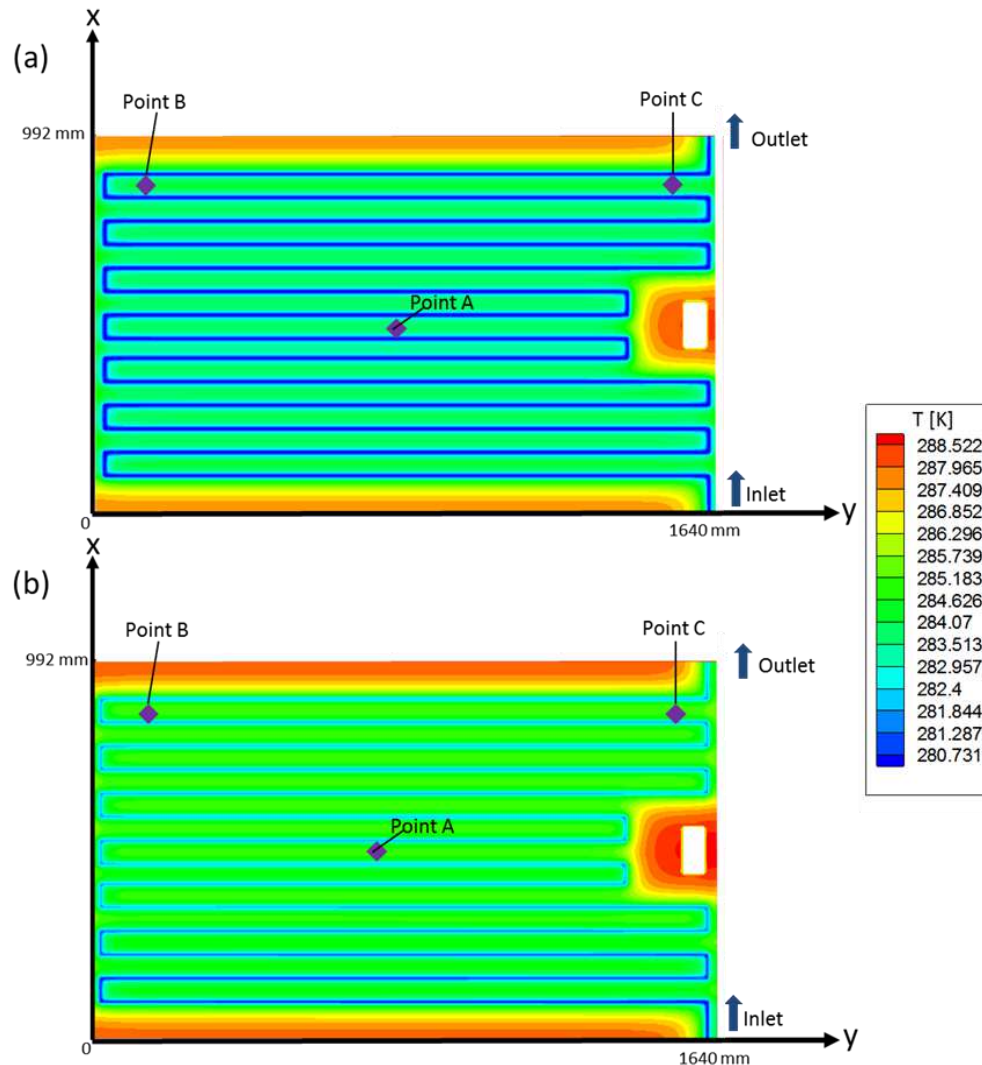 x
(a)
Point B
Point C
992 mm
Outlet
Point A
Inlet
0
y
1640 mm
T [K]
288.522
287.965
287.409
286.852
286.296
285.739
285.183
284.626
284.07
283.513
282.957
282.4
281.844
281.287
280.731
x
(b)
Point B
Point C
992 mm
Outlet
Point A
Inlet
0
y
1640 mm